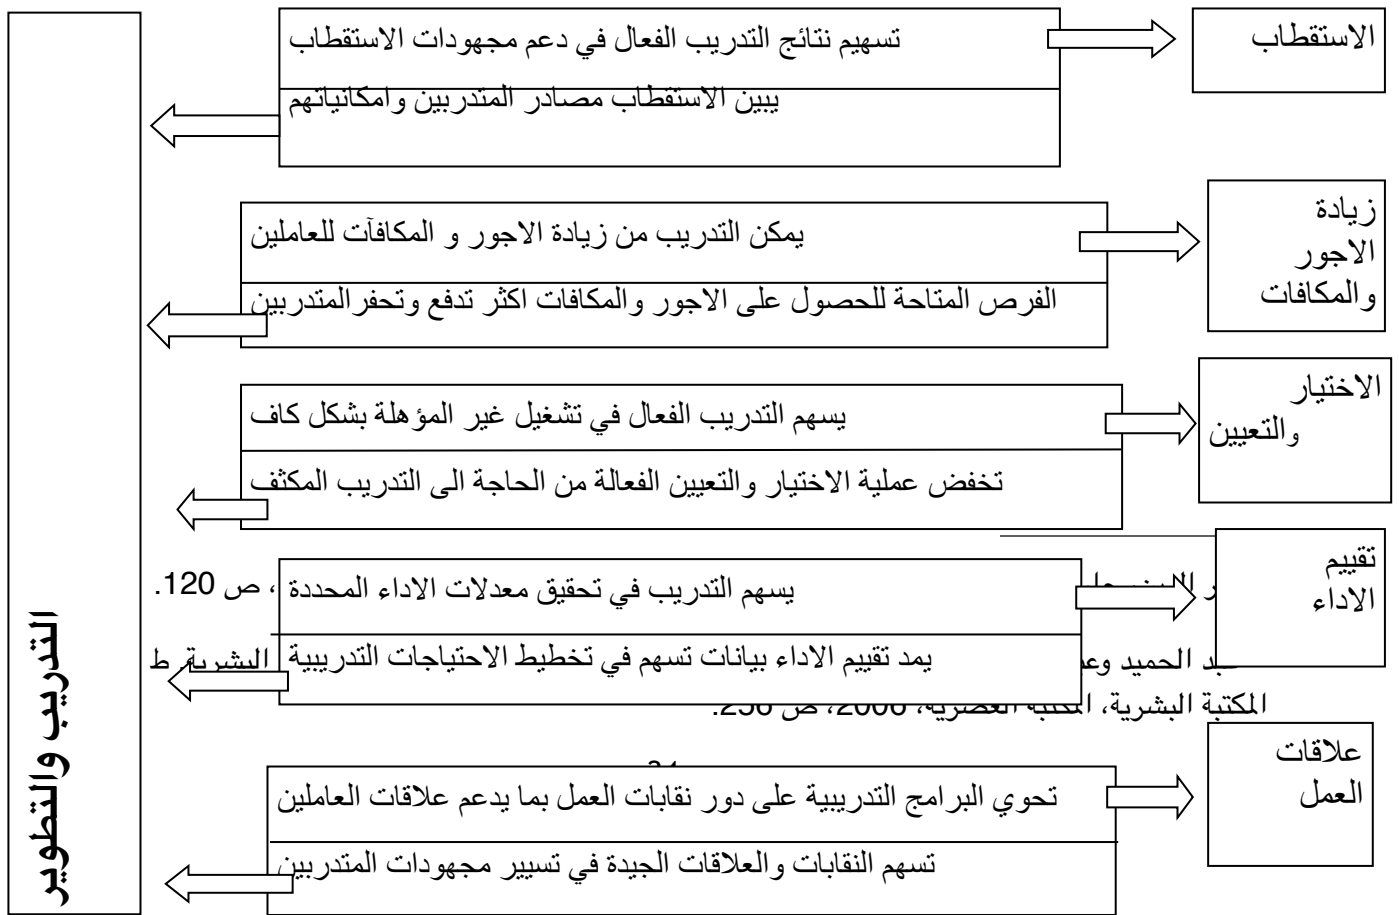 الاستقطاب
تسهيم نتائج التدريب الفعال في دعم مجهودات الاستقطاب
يبين الاستقطاب مصادر المتدربين وامكانياتهم
زيادة
الاجور
والمكافات
يمكن التدريب من زيادة الاجور و المكافآت للعاملين
الفرص المتاحة للحصول على الاجور والمكافات اكثر تدفع وتحفرالمتدربين
الاختيار
والتعيين
يسهم التدريب الفعال في تشغيل غير المؤهلة بشكل كاف
تخفض عملية الاختيار والتعيين الفعالة من الحاجة الى التدريب المكثف
تقييم
الاداء
يسهم التدريب في تحقيق معدلات الاداء المحددة
، ص 120.
يمد تقييم الاداء بيانات تسهم في تخطيط الاحتياجات التدريبية
عبد الحميد البشرية، ط
المكتبة البشرية، المكتبة العصرية، 2006، ص 256.
علاقات
العمل
تحوي البرامج التدريبية على دور نقابات العمل بما يدعم علاقات العاملين
تسهم النقابات والعلاقات الجيدة في تسيير مجهودات المتدربين
التدريب والتطوير